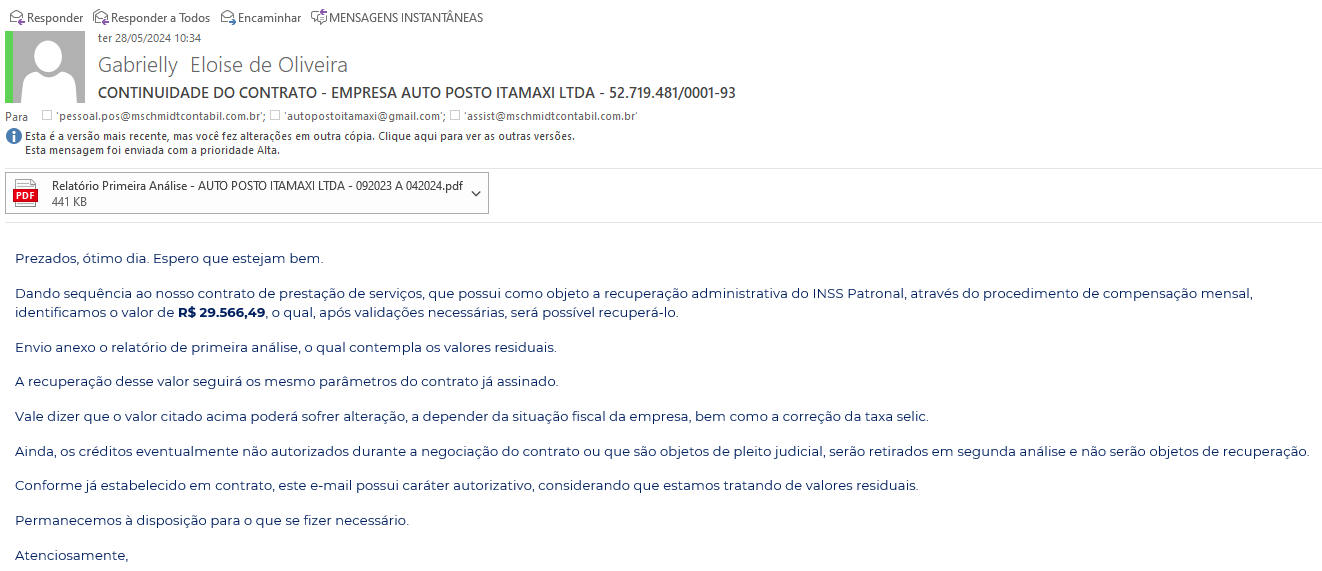 Responder Responder a Todos Encaminhar MENSAGENS INSTANTÂNEAS
ter 28/05/2024 10:34
Gabrielly Eloise de Oliveira
CONTINUIDADE DO CONTRATO - EMPRESA AUTO POSTO ITAMAXI LTDA - 52.719.481/0001-93
Para 'pessoal.pos@mschmidtcontabil.com.br'; 'autopostoitamaxi@gmail.com'; 'assist@mschmidtcontabil.com.br'
Esta é a versão mais recente, mas você fez alterações em outra cópia. Clique aqui para ver as outras versões.
Esta mensagem foi enviada com a prioridade Alta.
PDF
Relatório Primeira Análise - AUTO POSTO ITAMAXI LTDA - 092023 A 042024.pdf
441 KB
Prezados, ótimo dia. Espero que estejam bem.
Dando sequência ao nosso contrato de prestação de serviços, que possui como objeto a recuperação administrativa do INSS Patronal, através do procedimento de compensação mensal,
identificamos o valor de R$ 29.566,49, o qual, após validações necessárias, será possível recuperá-lo.
Envio anexo o relatório de primeira análise, o qual contempla os valores residuais.
A recuperação desse valor seguirá os mesmo parâmetros do contrato já assinado.
Vale dizer que o valor citado acima poderá sofrer alteração, a depender da situação fiscal da empresa, bem como a correção da taxa selic.
Ainda, os créditos eventualmente não autorizados durante a negociação do contrato ou que são objetos de pleito judicial, serão retirados em segunda análise e não serão objetos de recuperação.
Conforme já estabelecido em contrato, este e-mail possui caráter autorizativo, considerando que estamos tratando de valores residuais.
Permanecemos à disposição para o que se fizer necessário.
Atenciosamente,